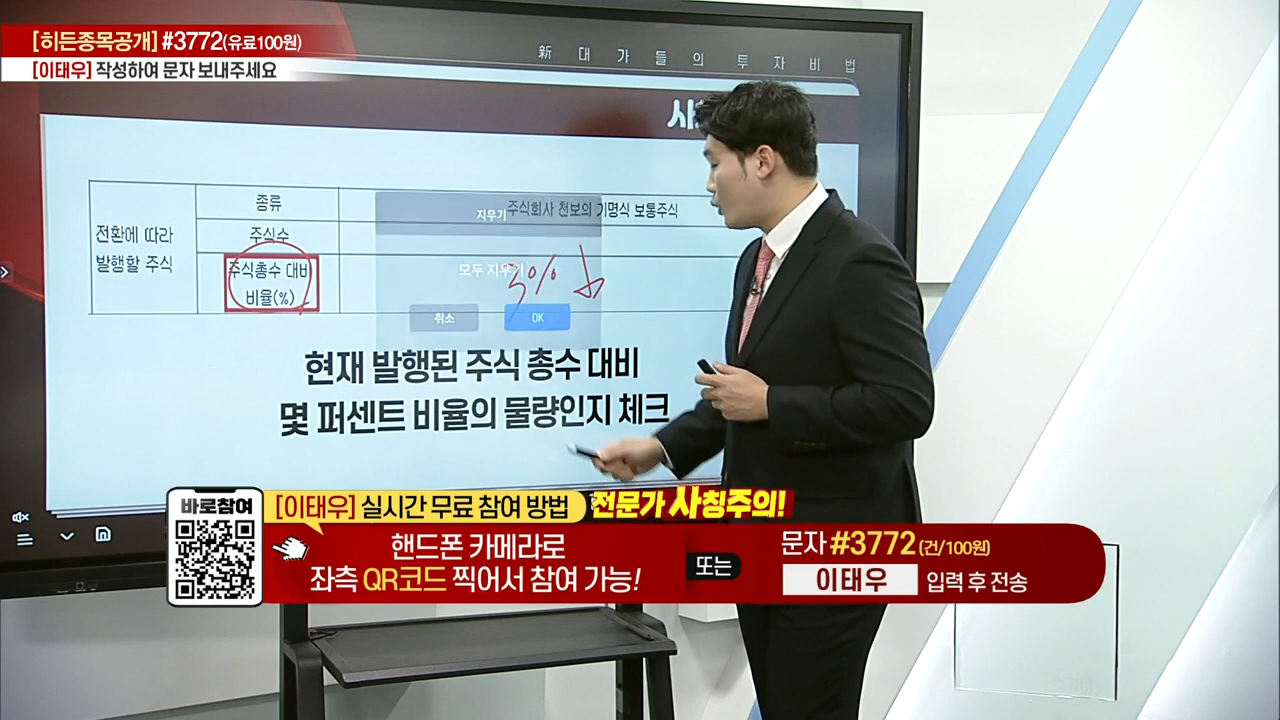 [히든종목공개] #3772(유료100원)
[이태우] 작성하여 문자 보내주세요
新 대 가 들 의 투 자 비 법
사
전환에 따라
발행할 주식
종류
주식회사 천보의 기명식 보통주식
주식수
주식총수 대비
비율(%)
지우기
모두 지우기
취소
OK
현재 발행된 주식 총수 대비
몇 퍼센트 비율의 물량인지 체크
바로참여
[이태우] 실시간 무료 참여 방법
전문가 사칭주의!
핸드폰 카메라로
좌측 QR코드 찍어서 참여 가능!
또는
문자 #3772 (건/100원)
이태우 입력 후 전송